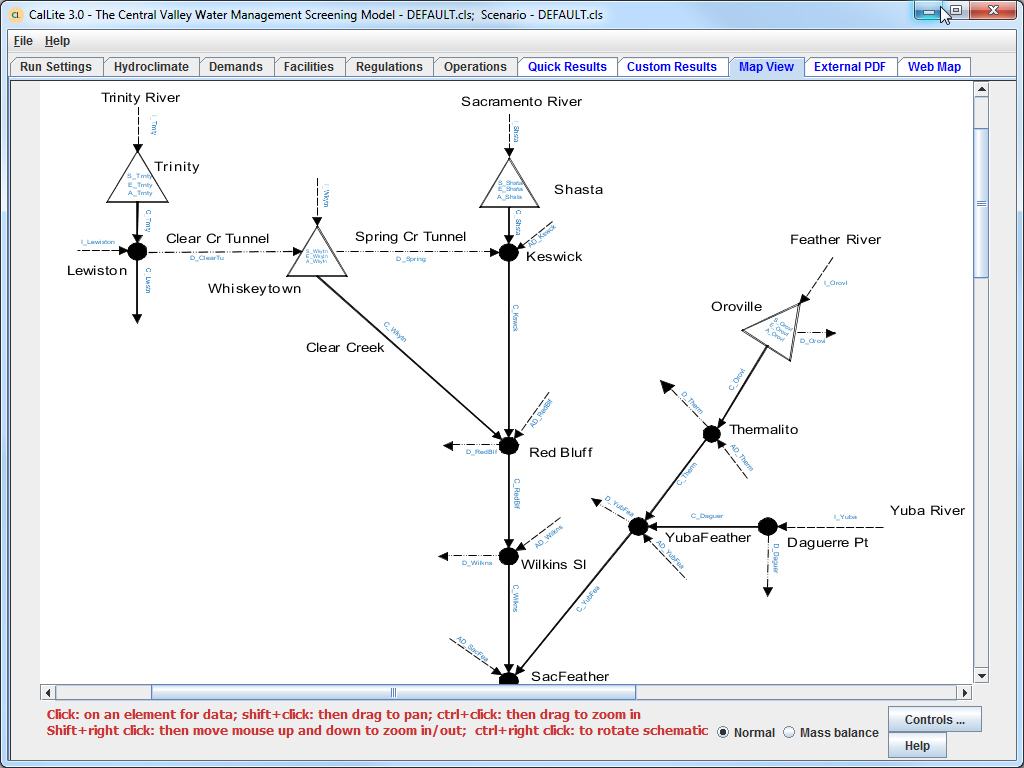 CL CalLite 3.0 - The Central Valley Water Management Screening Model - DEFAULT.cls;  Scenario - DEFAULT.cls
File Help
Run Settings Hydroclimate Demands Facilities Regulations Operations Quick Results Custom Results Map View External PDF Web Map
Trinity River
Sacramento River
I_Trnty
I_Shsta
Trinity
S_Trnty
E_Trnty
A_Trnty
Shasta
S_Shsta
E_Shsta
A_Shsta
I_Wkytn
C_Trnty
C_Shsta
AD_Keswck
I_Lewiston
Clear Cr Tunnel
Spring Cr Tunnel
Feather River
D_ClearTu
S_Wkytn
E_Wkytn
A_Wkytn
D_Spring
Keswick
Lewiston
C_Lwstn
Whiskeytown
I_Orovl
Oroville
S_Orovl
E_Orovl
A_Orovl
D_Orovl
C_Kswck
C_Wkytn
Clear Creek
C_Orovl
D_Therm
AD_RedBlf
Thermalito
D_RedBlf
Red Bluff
AD_Therm
C_Therm
C_RedBlf
D_YubFea
C_Daguer
I_Yuba
Yuba River
AD_Wilkns
YubaFeather
Daguerre Pt
D_Wilkns
Wilkins Sl
AD_YubFea
D_Daguer
C_Wilkns
C_YubFea
AD_SacFea
SacFeather
Click: on an element for data; shift+click: then drag to pan; ctrl+click: then drag to zoom in
Shift+right click: then move mouse up and down to zoom in/out;  ctrl+right click: to rotate schematic
Normal Mass balance
Controls ...
Help